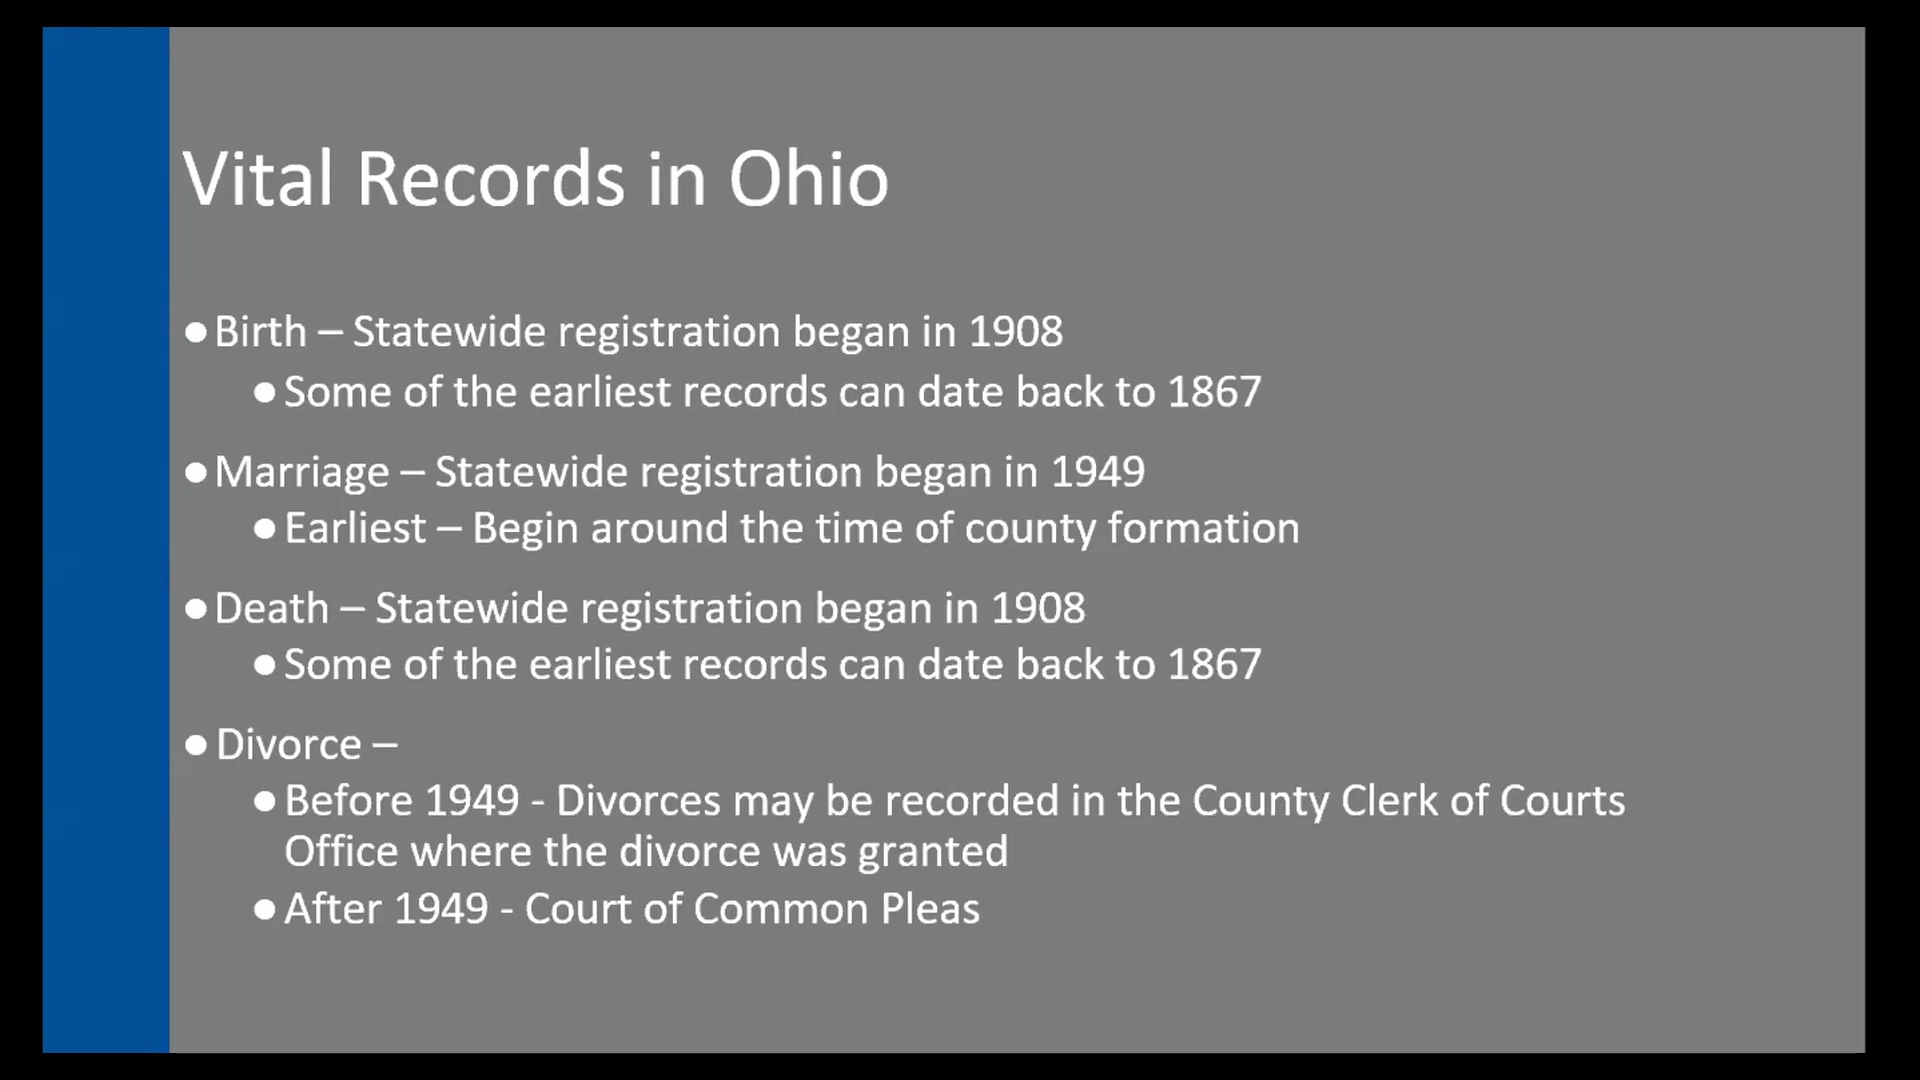 Vital Records in Ohio
●Birth – Statewide registration began in 1908
●Some of the earliest records can date back to 1867
●Marriage – Statewide registration began in 1949
●Earliest – Begin around the time of county formation
●Death – Statewide registration began in 1908
●Some of the earliest records can date back to 1867
●Divorce –
●Before 1949 - Divorces may be recorded in the County Clerk of Courts
Office where the divorce was granted
●After 1949 - Court of Common Pleas